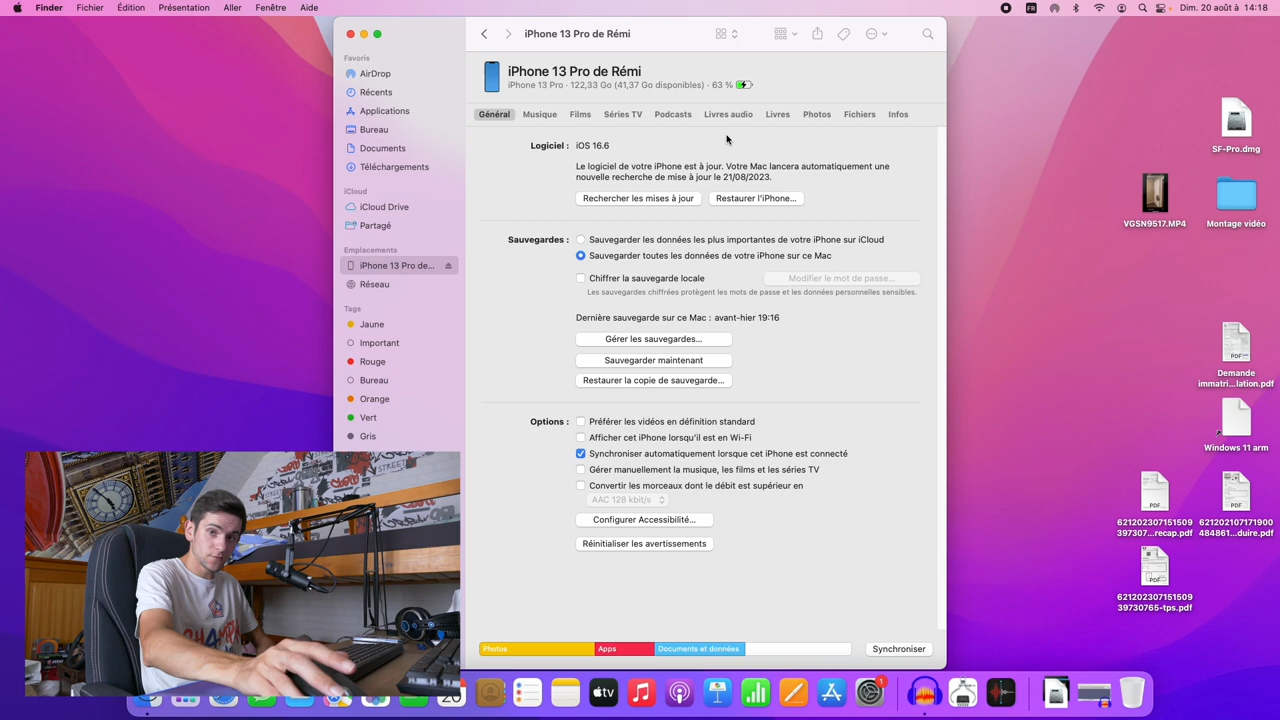 Finder Fichier Édition Présentation Aller Fenêtre Aide
FR
Dim. 20 août à 14:18
Favoris
AirDrop
Récents
Applications
Bureau
Documents
Téléchargements
iCloud
iCloud Drive
Partagé
Emplacements
iPhone 13 Pro de...
Réseau
Tags
Jaune
Important
Rouge
Bureau
Orange
Vert
Gris
iPhone 13 Pro de Rémi
iPhone 13 Pro de Rémi
iPhone 13 Pro · 122,33 Go (41,37 Go disponibles) · 63 %
Général Musique Films Séries TV Podcasts Livres audio Livres Photos Fichiers Infos
Logiciel : iOS 16.6
Le logiciel de votre iPhone est à jour. Votre Mac lancera automatiquement une
nouvelle recherche de mise à jour le 21/08/2023.
Rechercher les mises à jour Restaurer l'iPhone...
Sauvegardes : Sauvegarder les données les plus importantes de votre iPhone sur iCloud
Sauvegarder toutes les données de votre iPhone sur ce Mac
Chiffrer la sauvegarde locale Modifier le mot de passe...
Les sauvegardes chiffrées protègent les mots de passe et les données personnelles sensibles.
Dernière sauvegarde sur ce Mac : avant-hier 19:16
Gérer les sauvegardes...
Sauvegarder maintenant
Restaurer la copie de sauvegarde...
Options : Préférer les vidéos en définition standard
Afficher cet iPhone lorsqu'il est en Wi-Fi
Synchroniser automatiquement lorsque cet iPhone est connecté
Gérer manuellement la musique, les films et les séries TV
Convertir les morceaux dont le débit est supérieur en
AAC 128 kbit/s
Configurer Accessibilité...
Réinitialiser les avertissements
Photos Apps Documents et données
Synchroniser
SF-Pro.dmg
VGSN9517.MP4
Montage vidéo
PDF
Demande
immatri...lation.pdf
Windows 11 arm
PDF
621202307151509
397307...recap.pdf
PDF
621202107171900
484861...duire.pdf
PDF
621202307151509
39730765-tps.pdf
tv
1